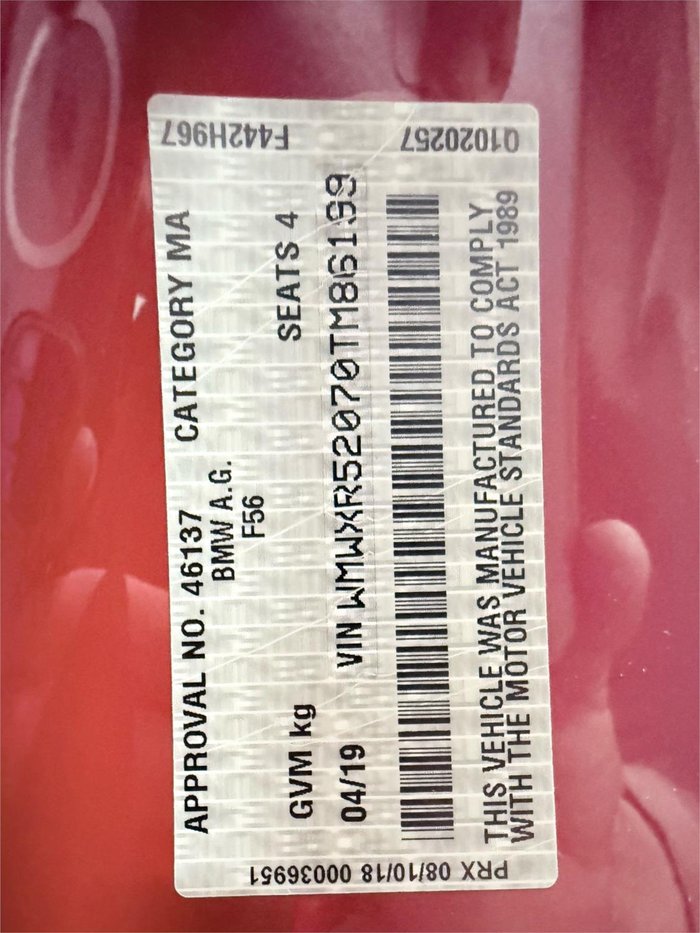 F442H967
Q1020257
APPROVAL NO. 46137 CATEGORY MA
BMW A.G.
F56
GVM kg SEATS 4
04/19 VIN WMWXR52070TM86199
THIS VEHICLE WAS MANUFACTURED TO COMPLY
WITH THE MOTOR VEHICLE STANDARDS ACT 1989
PRX 08/10/18 00036951